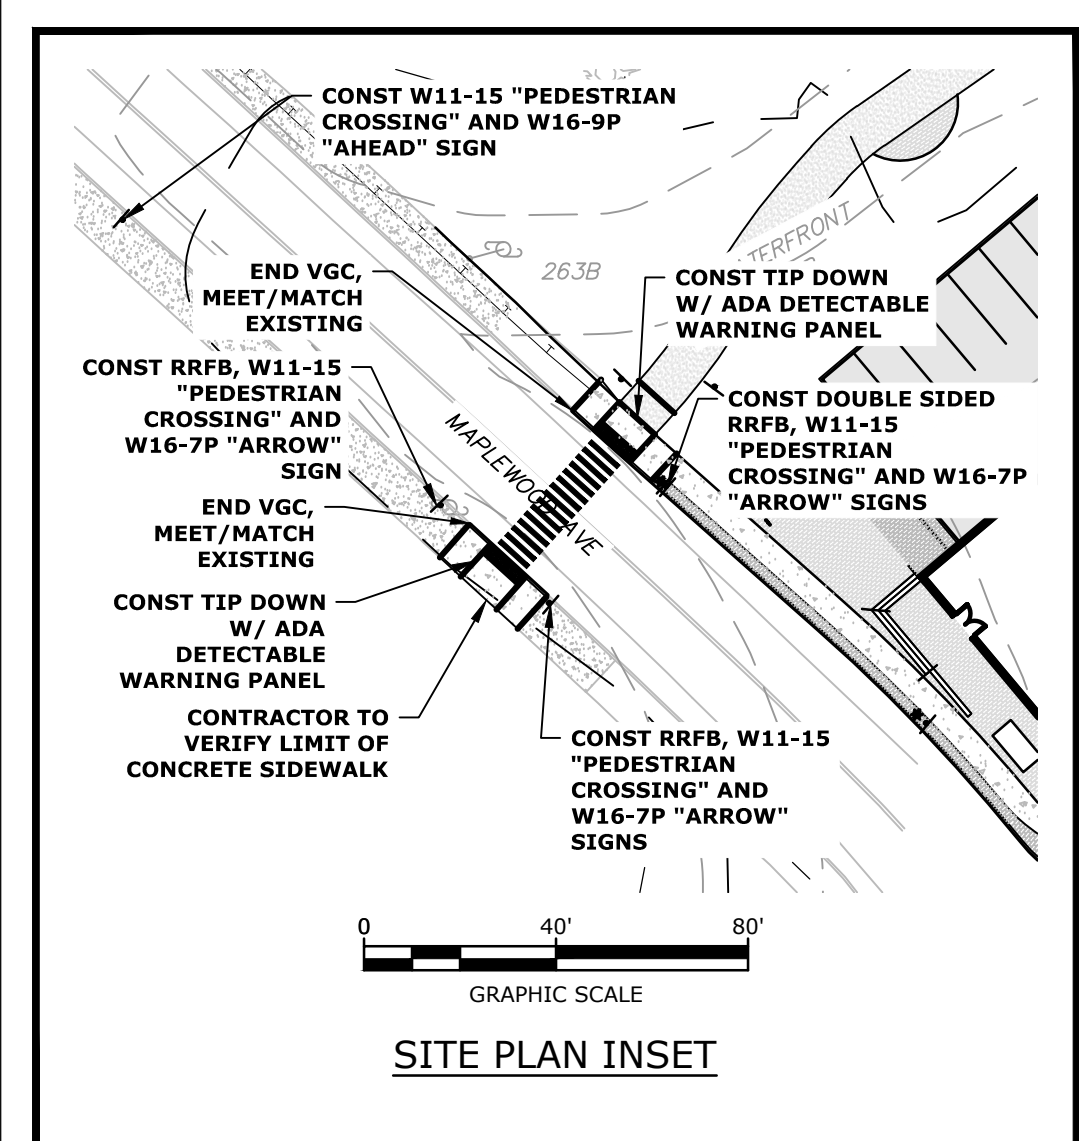 CONST W11-15 "PEDESTRIAN
CROSSING" AND W16-9P
"AHEAD" SIGN
END VGC,
MEET/MATCH
EXISTING
263B
TERFRONT
CONST TIP DOWN
W/ ADA DETECTABLE
WARNING PANEL
CONST RRFB, W11-15
"PEDESTRIAN
CROSSING" AND
W16-7P "ARROW"
SIGN
CONST DOUBLE SIDED
RRFB, W11-15
"PEDESTRIAN
CROSSING" AND W16-7P
"ARROW" SIGNS
MAPLEWOOD AVE
END VGC,
MEET/MATCH
EXISTING
CONST TIP DOWN
W/ ADA
DETECTABLE
WARNING PANEL
CONTRACTOR TO
VERIFY LIMIT OF
CONCRETE SIDEWALK
CONST RRFB, W11-15
"PEDESTRIAN
CROSSING" AND
W16-7P "ARROW"
SIGNS
0 40' 80'
GRAPHIC SCALE
SITE PLAN INSET